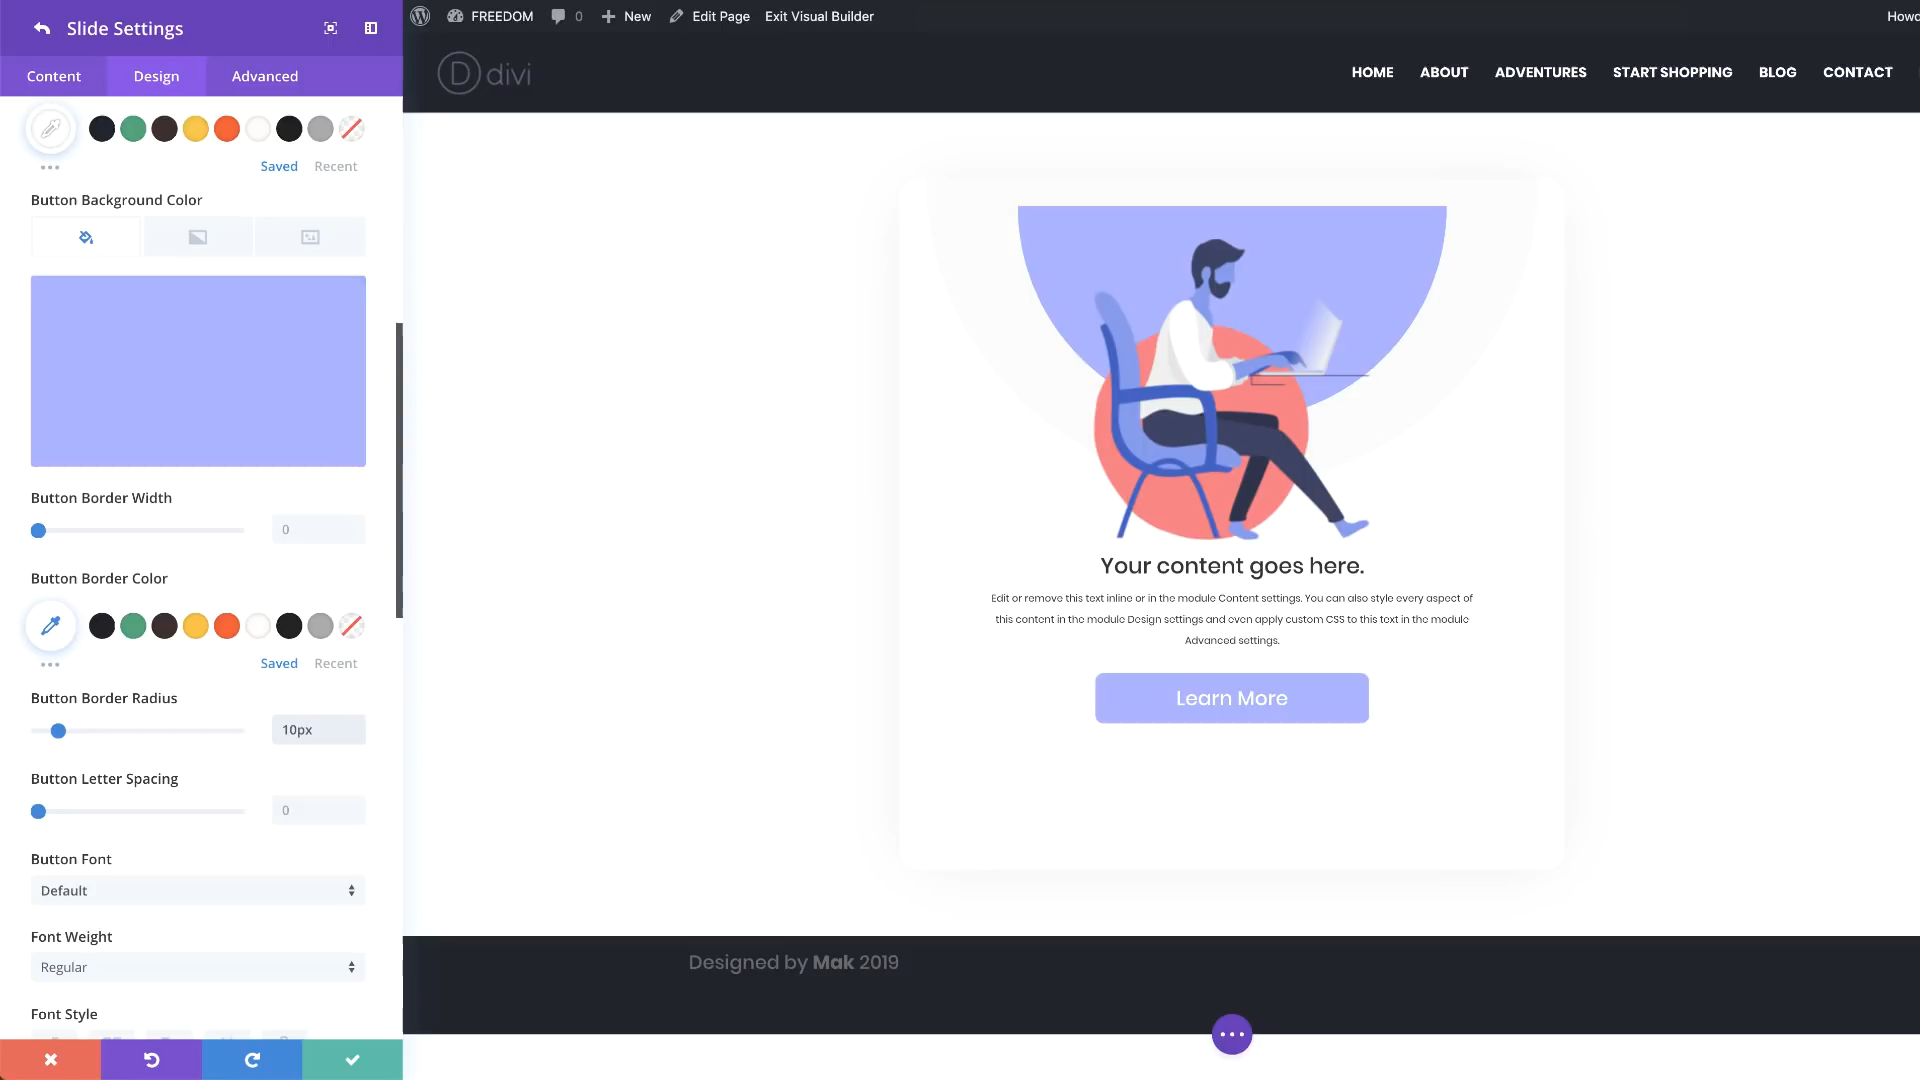 Slide Settings
FREEDOM
0
New
Edit Page
Exit Visual Builder
Howd
Content
Design
Advanced
divi
HOME
ABOUT
ADVENTURES
START SHOPPING
BLOG
CONTACT
Saved
Recent
Button Background Color
Button Border Width
0
Button Border Color
Saved
Recent
Button Border Radius
10px
Button Letter Spacing
0
Button Font
Default
Font Weight
Regular
Font Style
Your content goes here.
Edit or remove this text inline or in the module Content settings. You can also style every aspect of
this content in the module Design settings and even apply custom CSS to this text in the module
Advanced settings.
Learn More
Designed by Mak 2019